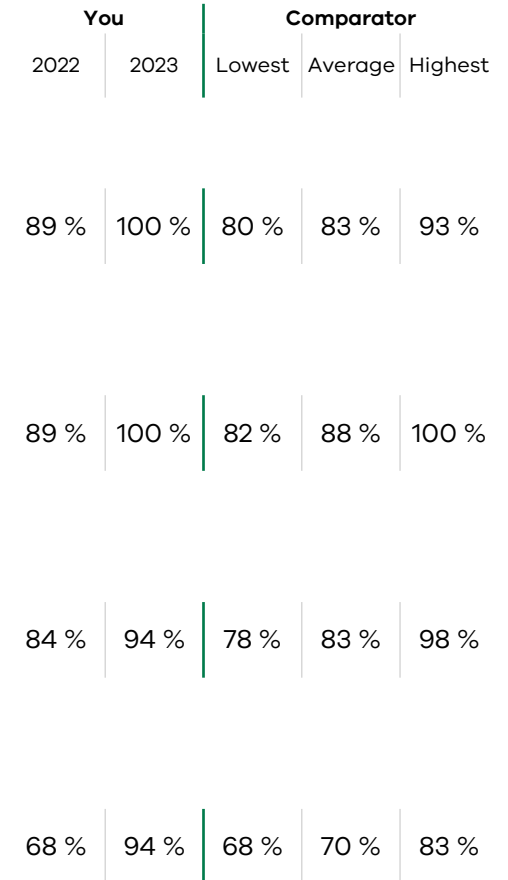 You Comparator
2022 2023 Lowest Average Highest
89 % 100 % 80 % 83 % 93 %
89 % 100 % 82 % 88 % 100 %
84 % 94 % 78 % 83 % 98 %
68 % 94 % 68 % 70 % 83 %